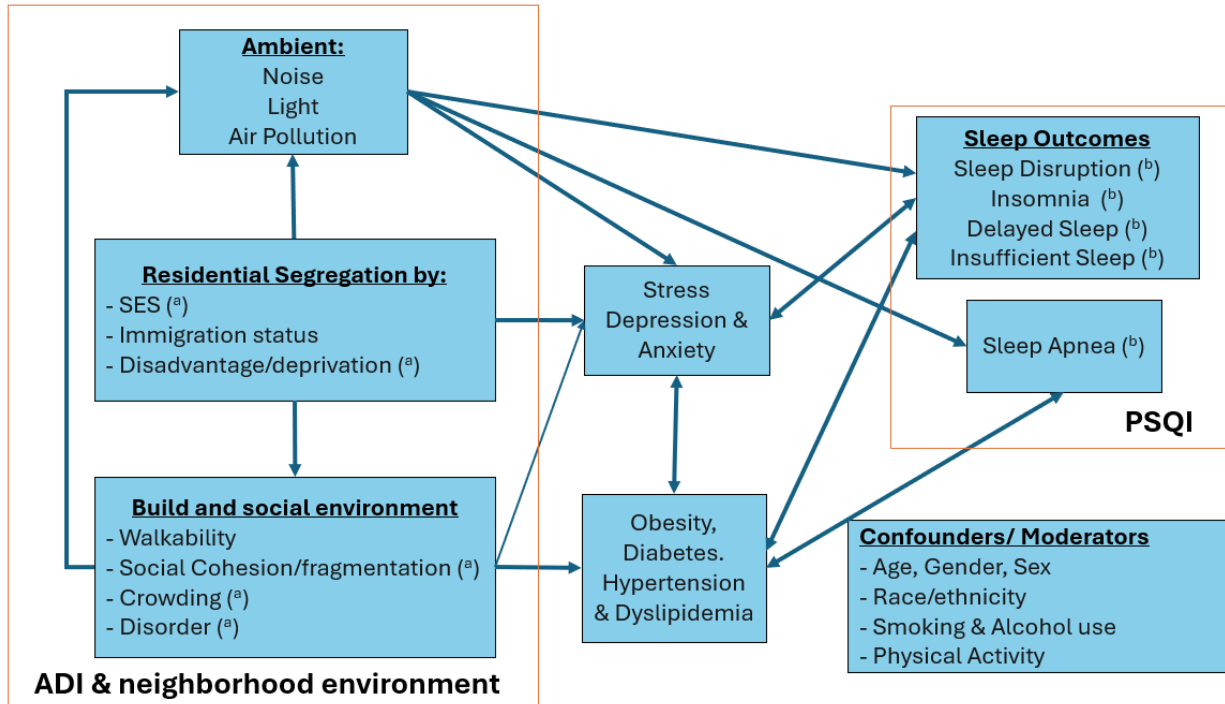 Ambient:
Noise
Light
Air Pollution
Residential Segregation by:
- SES (ᵃ)
- Immigration status
- Disadvantage/deprivation (ᵃ)
Build and social environment
- Walkability
- Social Cohesion/fragmentation (ᵃ)
- Crowding (ᵃ)
- Disorder (ᵃ)
ADI & neighborhood environment
Stress
Depression &
Anxiety
Obesity,
Diabetes.
Hypertension
& Dyslipidemia
Sleep Outcomes
Sleep Disruption (ᵇ)
Insomnia (ᵇ)
Delayed Sleep (ᵇ)
Insufficient Sleep (ᵇ)
Sleep Apnea (ᵇ)
PSQI
Confounders/ Moderators
- Age, Gender, Sex
- Race/ethnicity
- Smoking & Alcohol use
- Physical Activity